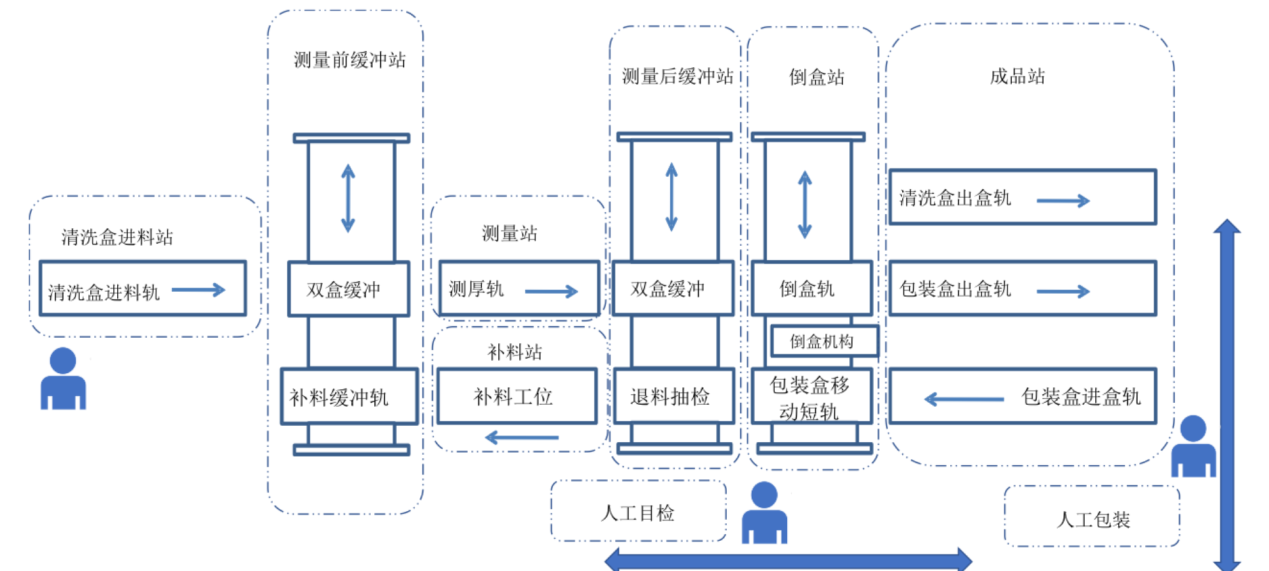 测量前缓冲站
测量后缓冲站
倒盒站
成品站
清洗盒出盒轨
清洗盒进料站
测量站
清洗盒进料轨
双盒缓冲
测厚轨
双盒缓冲
倒盒轨
包装盒出盒轨
倒盒机构
补料站
补料缓冲轨
补料工位
退料抽检
包装盒移
动短轨
包装盒进盒轨
人工目检
人工包装